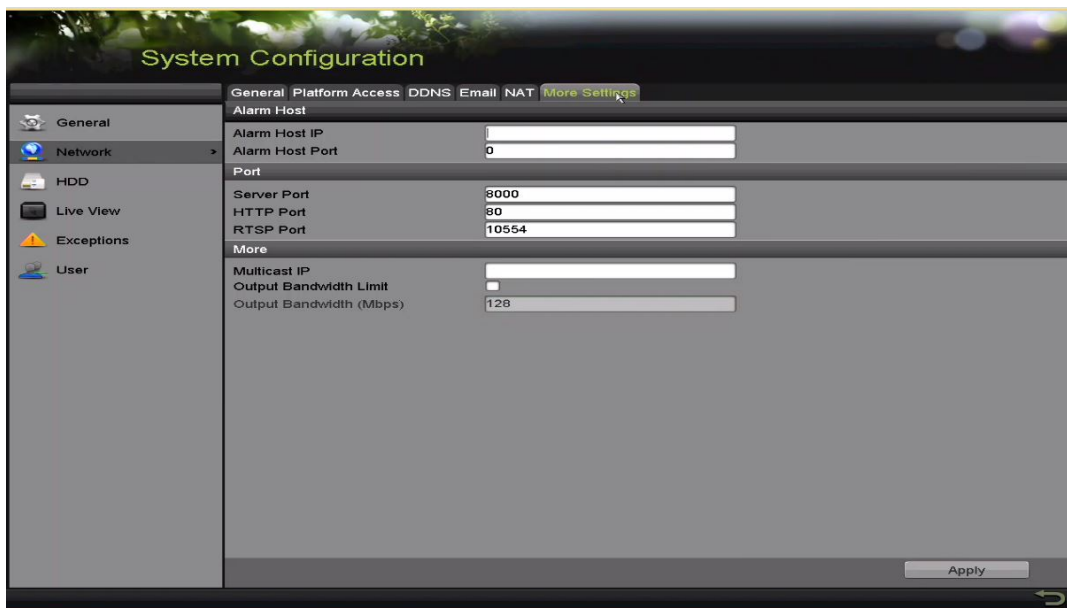 System Configuration
General Platform Access DDNS Email NAT More Settings
General
Network >
HDD
Live View
Exceptions
User
Alarm Host
Alarm Host IP
Alarm Host Port 0
Port
Server Port 8000
HTTP Port 80
RTSP Port 10554
More
Multicast IP
Output Bandwidth Limit
Output Bandwidth (Mbps) 128
Apply